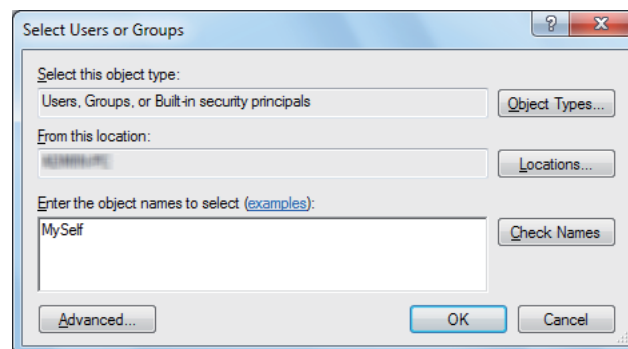 Select Users or Groups
Select this object type:
Users, Groups, or Built-in security principals
Object Types...
From this location:
Locations...
Enter the object names to select (examples):
MySelf
Check Names
Advanced...
OK
Cancel